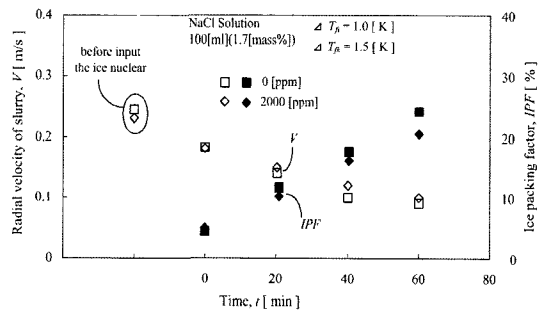 NaCl Solution
100[ml](1.7[mass%])
⊿ Tfi = 1.0 [ K ]
⊿ Tfs = 1.5 [ K ]
before input
the ice nuclear
0 [ppm]
2000 [ppm]
V
IPF
Radial velocity of slurry, V [ m/s ]
0.4
0.3
0.2
0.1
0
Ice packing factor, IPF [ % ]
40
30
20
10
0
0
20
40
60
80
Time, t [ min ]